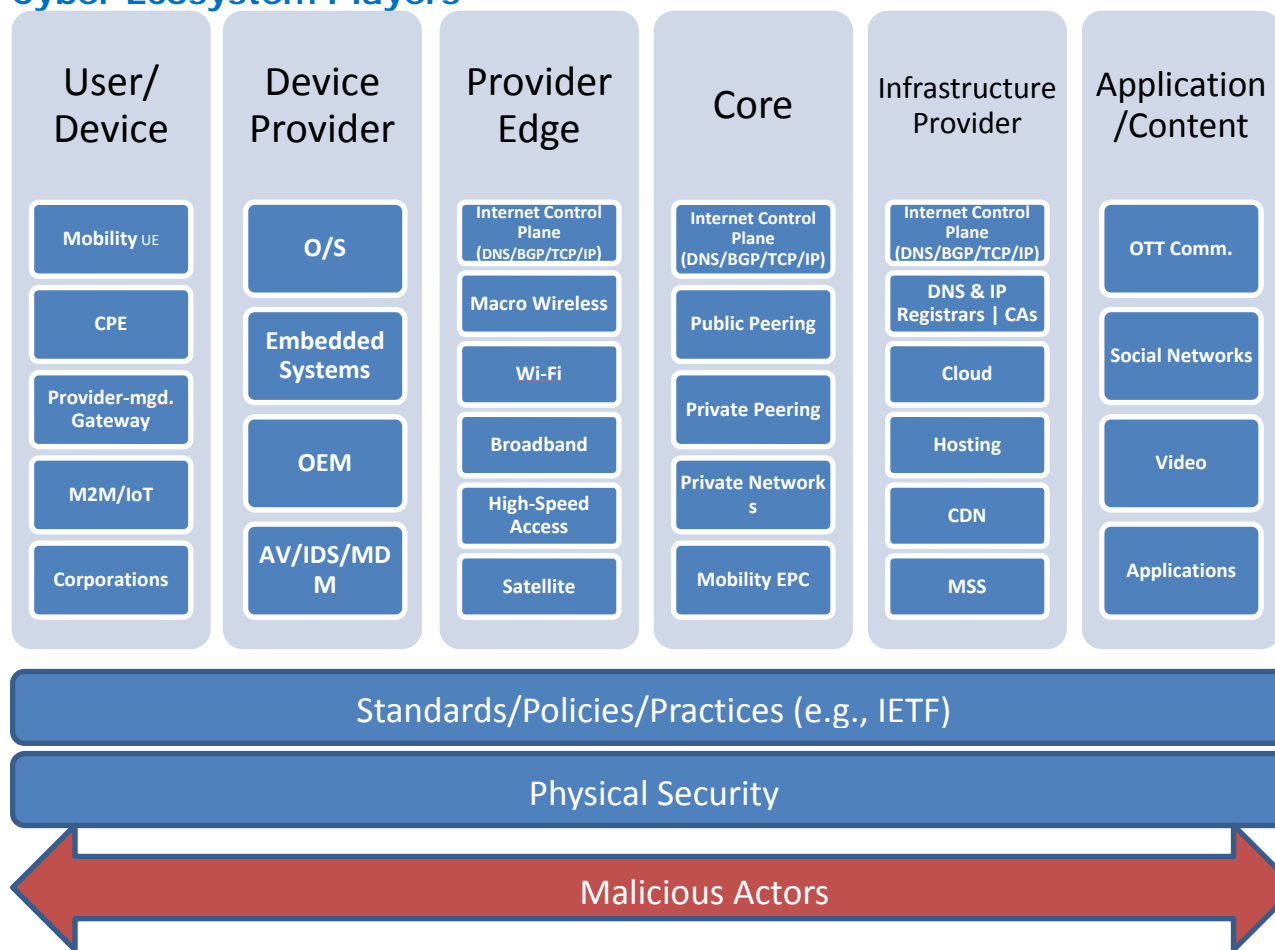 Cyber Ecosystem Players
User/
Device
Mobility UE
CPE
Provider-mgd.
Gateway
M2M/IoT
Corporations
Device
Provider
O/S
Embedded
Systems
OEM
AV/IDS/MD
M
Provider
Edge
Internet Control
Plane
(DNS/BGP/TCP/IP)
Macro Wireless
Wi-Fi
Broadband
High-Speed
Access
Satellite
Core
Internet Control
Plane
(DNS/BGP/TCP/IP)
Public Peering
Private Peering
Private Network
s
Mobility EPC
Infrastructure
Provider
Internet Control
Plane
(DNS/BGP/TCP/IP)
DNS & IP
Registrars | CAs
Cloud
Hosting
CDN
MSS
Application
/Content
OTT Comm.
Social Networks
Video
Applications
Standards/Policies/Practices (e.g., IETF)
Physical Security
Malicious Actors